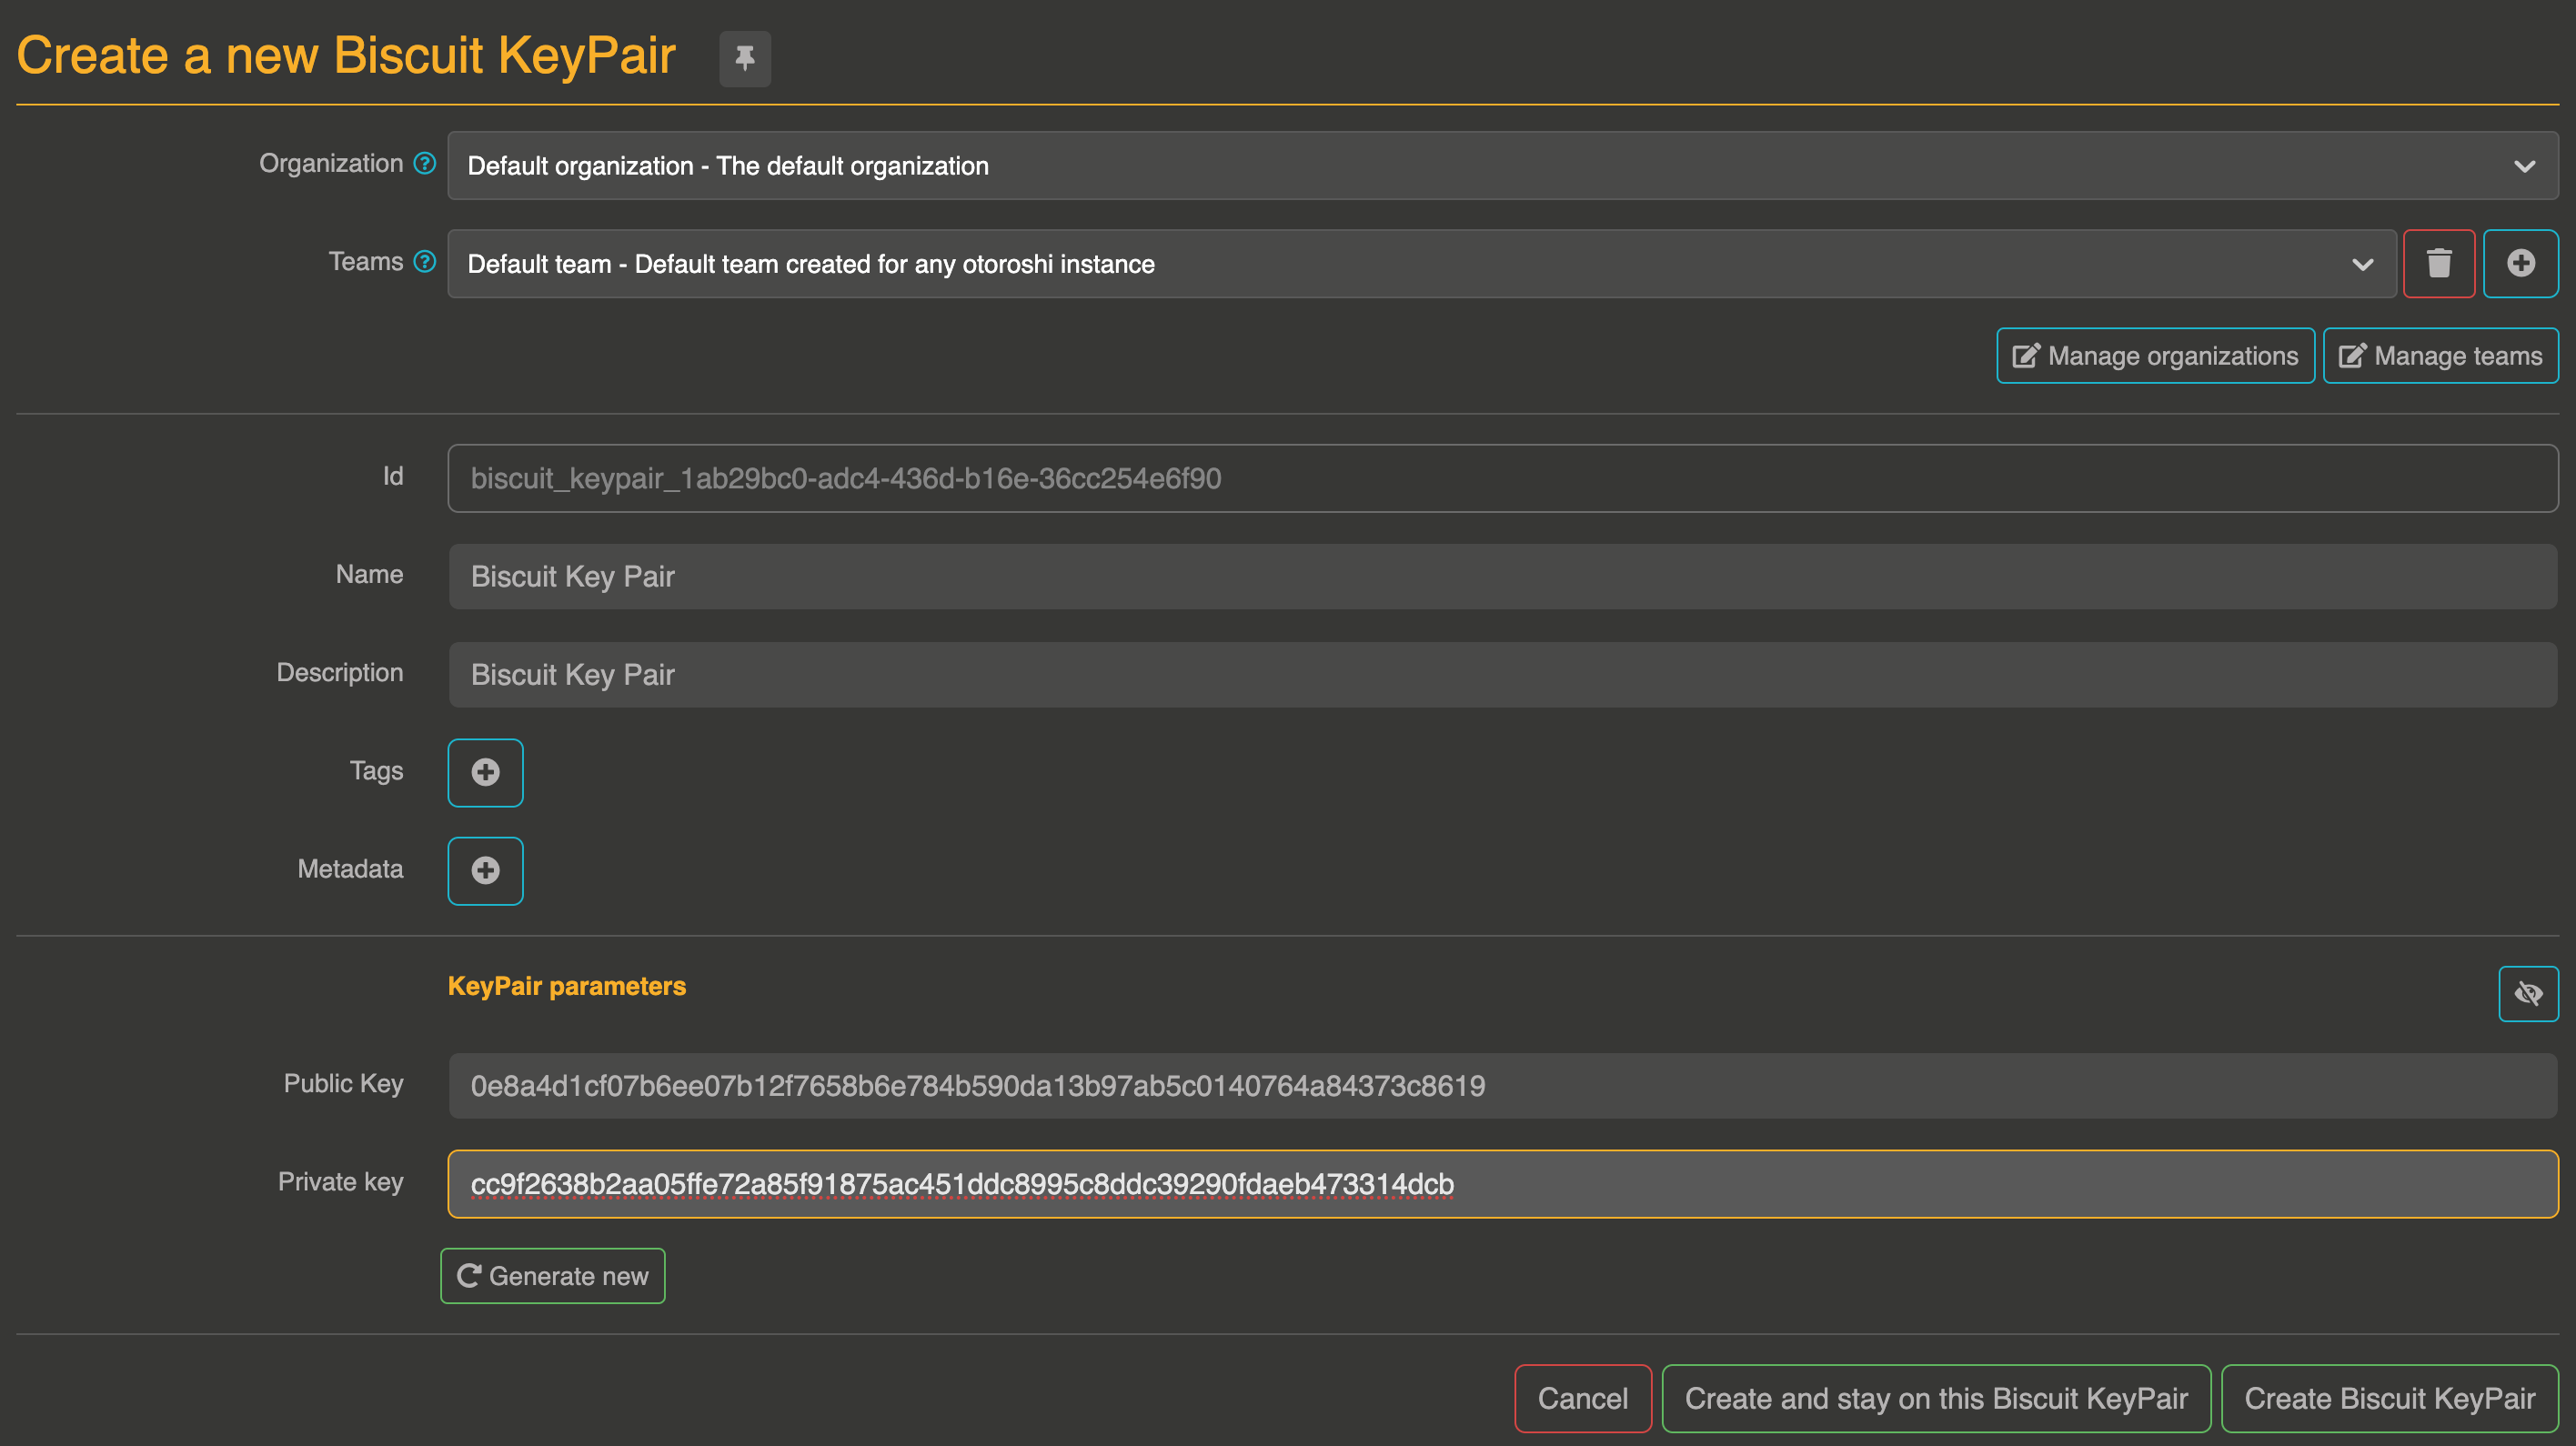 Create a new Biscuit KeyPair
Organization
Default organization - The default organization
Teams
Default team - Default team created for any otoroshi instance
Manage organizations
Manage teams
Id
biscuit_keypair_1ab29bc0-adc4-436d-b16e-36cc254e6f90
Name
Biscuit Key Pair
Description
Biscuit Key Pair
Tags
Metadata
KeyPair parameters
Public Key
0e8a4d1cf07b6ee07b12f7658b6e784b590da13b97ab5c0140764a84373c8619
Private key
cc9f2638b2aa05ffe72a85f91875ac451ddc8995c8ddc39290fdaeb473314dcb
Generate new
Cancel
Create and stay on this Biscuit KeyPair
Create Biscuit KeyPair